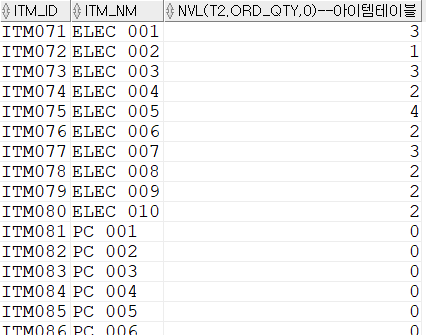 ITM_ID ITM_NM NVL(T2,ORD_QTY,0)--아이템테이블
ITM071 ELEC 001 3
ITM072 ELEC 002 1
ITM073 ELEC 003 3
ITM074 ELEC 004 2
ITM075 ELEC 005 4
ITM076 ELEC 006 2
ITM077 ELEC 007 3
ITM078 ELEC 008 2
ITM079 ELEC 009 2
ITM080 ELEC 010 2
ITM081 PC 001 0
ITM082 PC 002 0
ITM083 PC 003 0
ITM084 PC 004 0
ITM085 PC 005 0
ITM086 PC 006 0